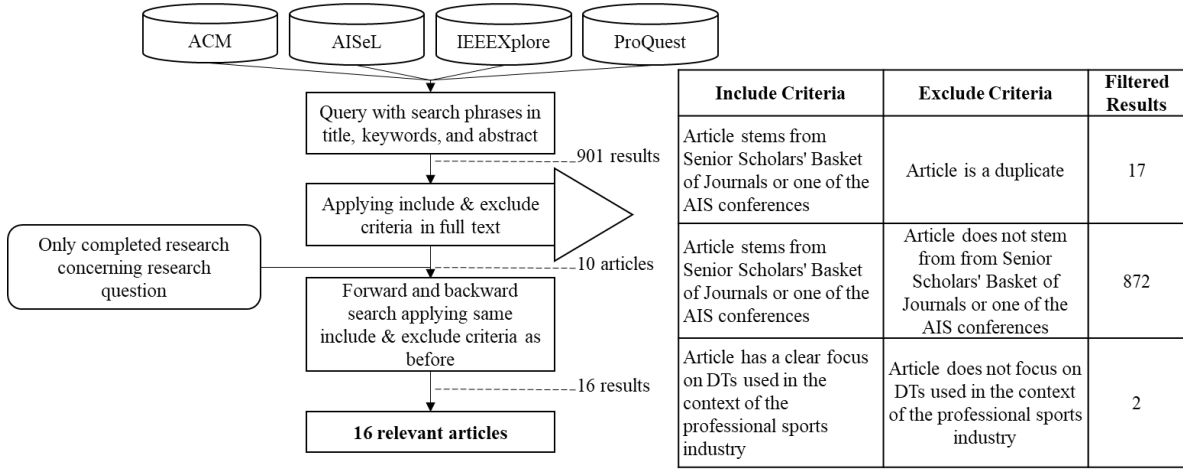 ACM
AISeL
IEEEXplore
ProQuest
Query with search phrases in
title, keywords, and abstract
901 results
Applying include & exclude
criteria in full text
Only completed research
concerning research
question
10 articles
Forward and backward
search applying same
include & exclude criteria as
before
16 results
16 relevant articles
Include Criteria
Exclude Criteria
Filtered
Results
Article stems from
Senior Scholars' Basket
of Journals or one of the
AIS conferences
Article is a duplicate
17
Article stems from
Senior Scholars' Basket
of Journals or one of the
AIS conferences
Article does not stem
from from Senior
Scholars' Basket of
Journals or one of the
AIS conferences
872
Article has a clear focus
on DTs used in the
context of the
professional sports
industry
Article does not focus on
DTs used in the context
of the professional sports
industry
2